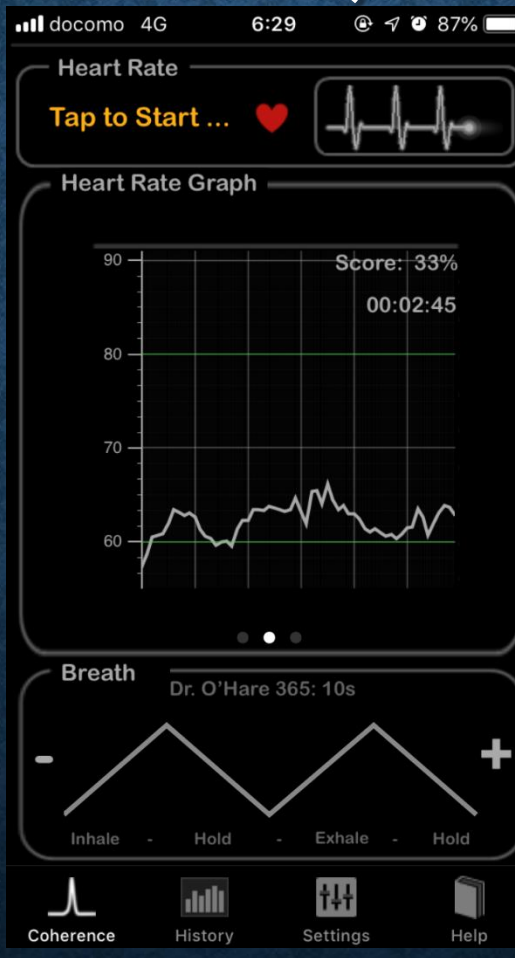 docomo 4G 6:29 87%
Heart Rate
Tap to Start ...
Heart Rate Graph
Score: 33%
00:02:45
90
80
70
60
Breath
Dr. O'Hare 365: 10s
- +
Inhale - Hold - Exhale - Hold
Coherence History Settings Help